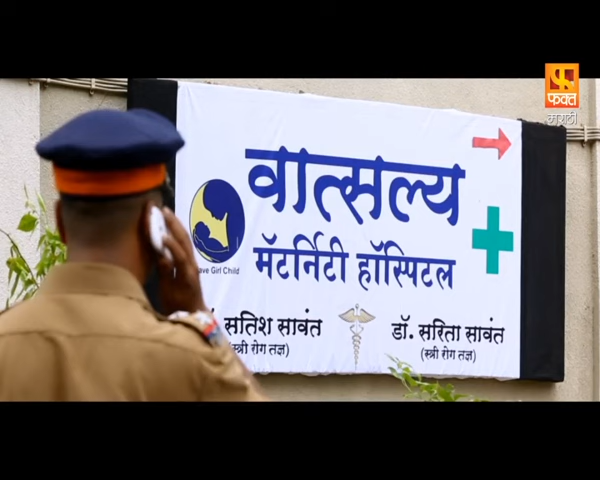 फक्त
मराठी
वात्सल्य
मॅटर्निटी हॉस्पिटल
ave Girl Child
सतिश सावंत
(स्त्री रोग तज्ञ)
डॉ. सरिता सावंत
(स्त्री रोग तज्ञ)